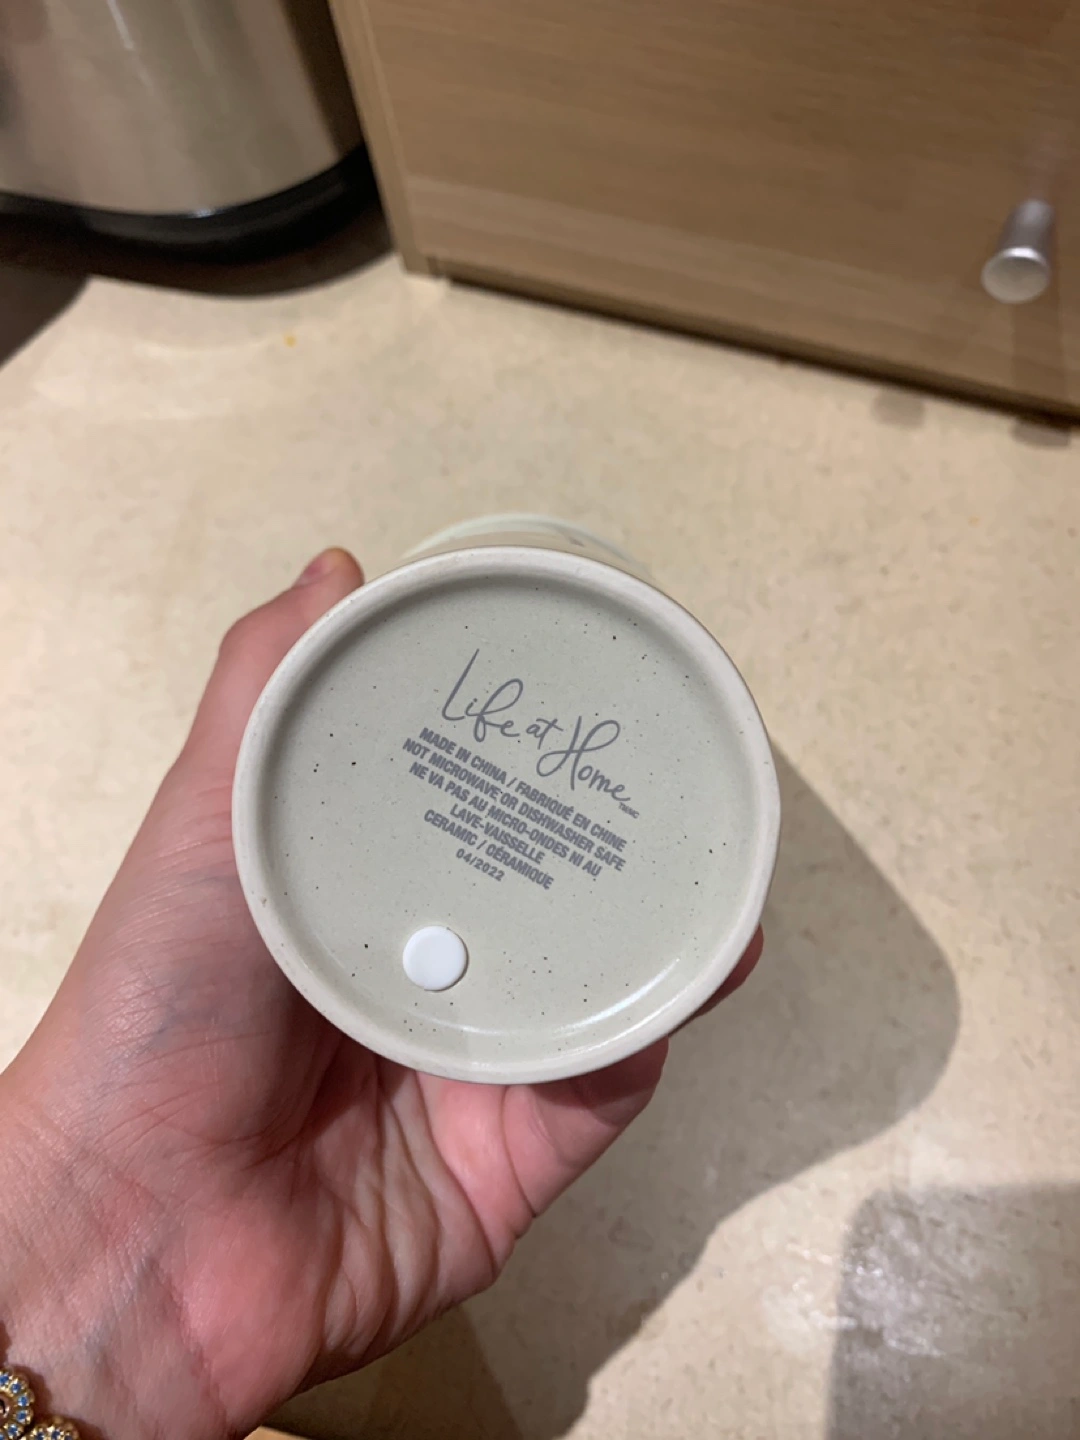 Life at Home
MADE IN CHINA / FABRIQUÉ EN CHINE
NOT MICROWAVE OR DISHWASHER SAFE
NE VA PAS AU MICRO-ONDES NI AU
LAVE-VAISSELLE
CERAMIC / CÉRAMIQUE
04/2022